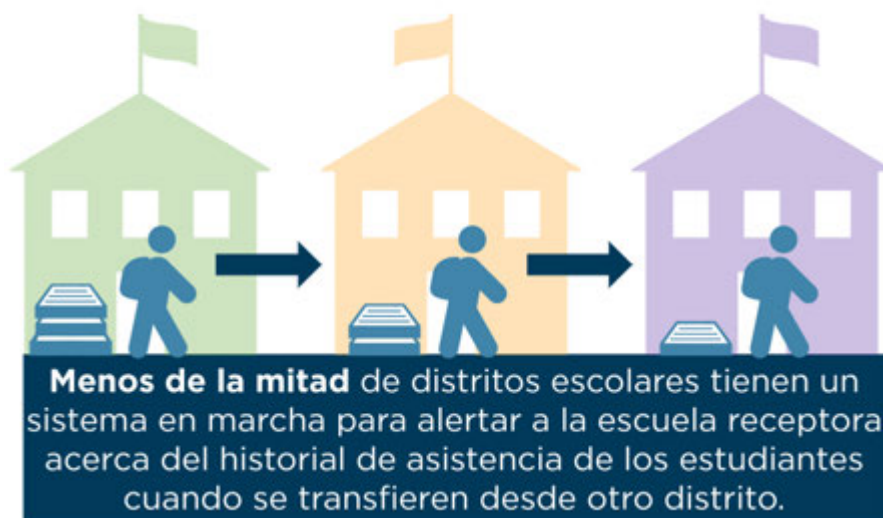 Menos de la mitad de distritos escolares tienen un
sistema en marcha para alertar a la escuela receptora
acerca del historial de asistencia de los estudiantes
cuando se transfieren desde otro distrito.